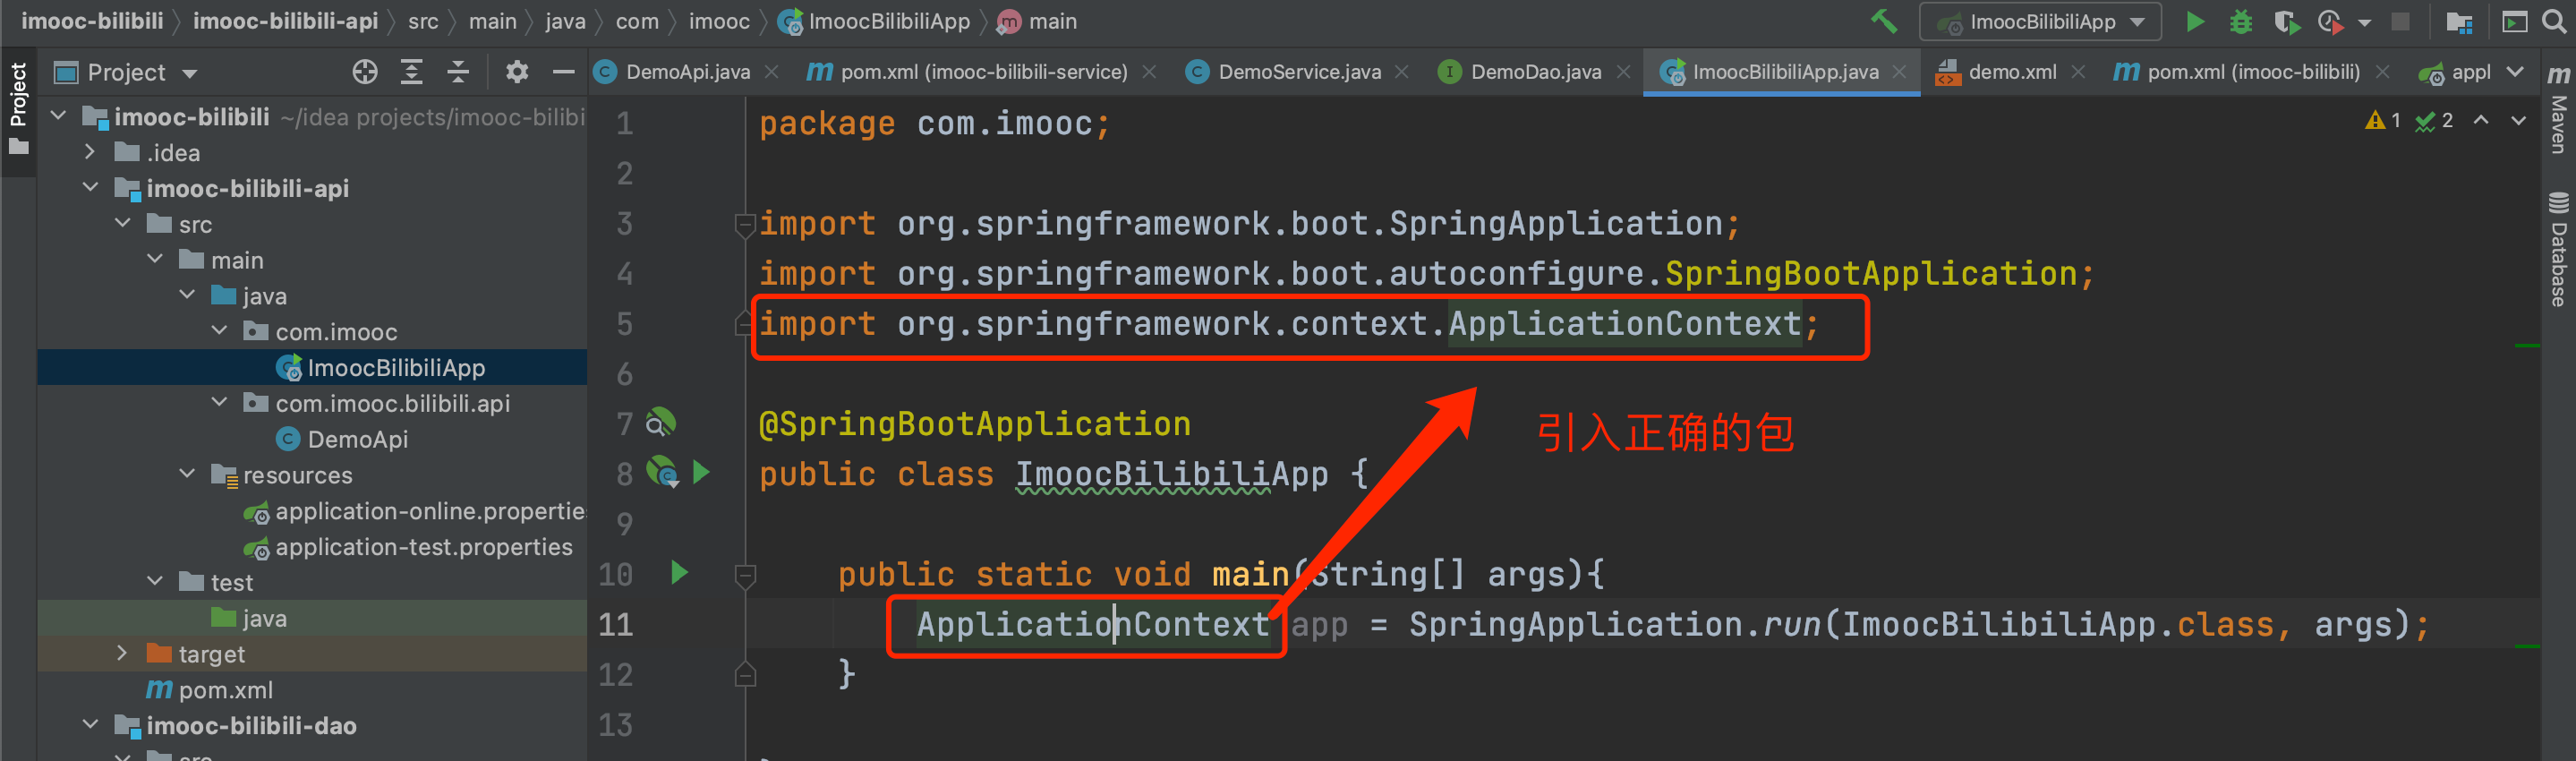 imooc-bilibili imooc-bilibili-api src main java com imooc ImoocBilibiliApp main ImoocBilibiliApp
Project DemoApi.java pom.xml (imooc-bilibili-service) DemoService.java DemoDao.java ImoocBilibiliApp.java demo.xml pom.xml (imooc-bilibili) appl
Project
Maven
Database
imooc-bilibili ~/idea projects/imooc-bilibi
.idea
imooc-bilibili-api
src
main
java
com.imooc
ImoocBilibiliApp
com.imooc.bilibili.api
DemoApi
resources
application-online.propertie
application-test.properties
test
java
target
pom.xml
imooc-bilibili-dao
src
1 package com.imooc; 1 2
2
3 import org.springframework.boot.SpringApplication;
4 import org.springframework.boot.autoconfigure.SpringBootApplication;
5 import org.springframework.context.ApplicationContext;
6
引入正确的包
7 @SpringBootApplication
8 public class ImoocBilibiliApp {
9
10 public static void main(String[] args){
11 ApplicationContext app = SpringApplication.run(ImoocBilibiliApp.class, args);
12 }
13